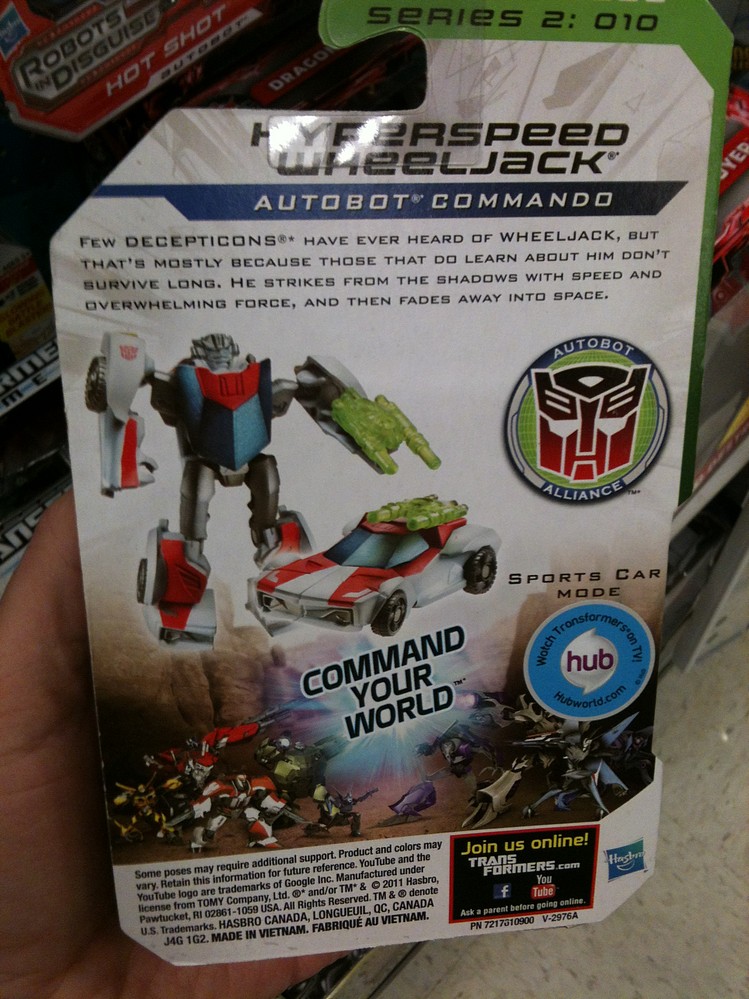 SERIES 2: 010
ROBOTS
IN DISGUISE
HOT SHOT
AUTOBOT
HYPERSPEED
WHEELJACK®*
AUTOBOT® COMMANDO
FEW DECEPTICONS®* HAVE EVER HEARD OF WHEELJACK, BUT
THAT'S MOSTLY BECAUSE THOSE THAT DO LEARN ABOUT HIM DON'T
SURVIVE LONG. HE STRIKES FROM THE SHADOWS WITH SPEED AND
OVERWHELMING FORCE, AND THEN FADES AWAY INTO SPACE.
AUTOBOT
ALLIANCE™*
SPORTS CAR
MODE
Watch Transformers® on TV!
hub
Hubworld.com
COMMAND
YOUR
WORLD™*
Some poses may require additional support. Product and colors may
vary. Retain this information for future reference. YouTube and the
YouTube logo are trademarks of Google Inc. Manufactured under
license from TOMY Company, Ltd. ®* and/or TM* & © 2011 Hasbro,
Pawtucket, RI 02861-1059 USA. All Rights Reserved. TM & ® denote
U.S. Trademarks. HASBRO CANADA, LONGUEUIL, QC, CANADA
J4G 1G2. MADE IN VIETNAM. FABRIQUÉ AU VIETNAM.
Join us online!
TRANS
FORMERS.com
f
You
Tube
Ask a parent before going online.
PN 7217610900 V-2976A
Hasbro